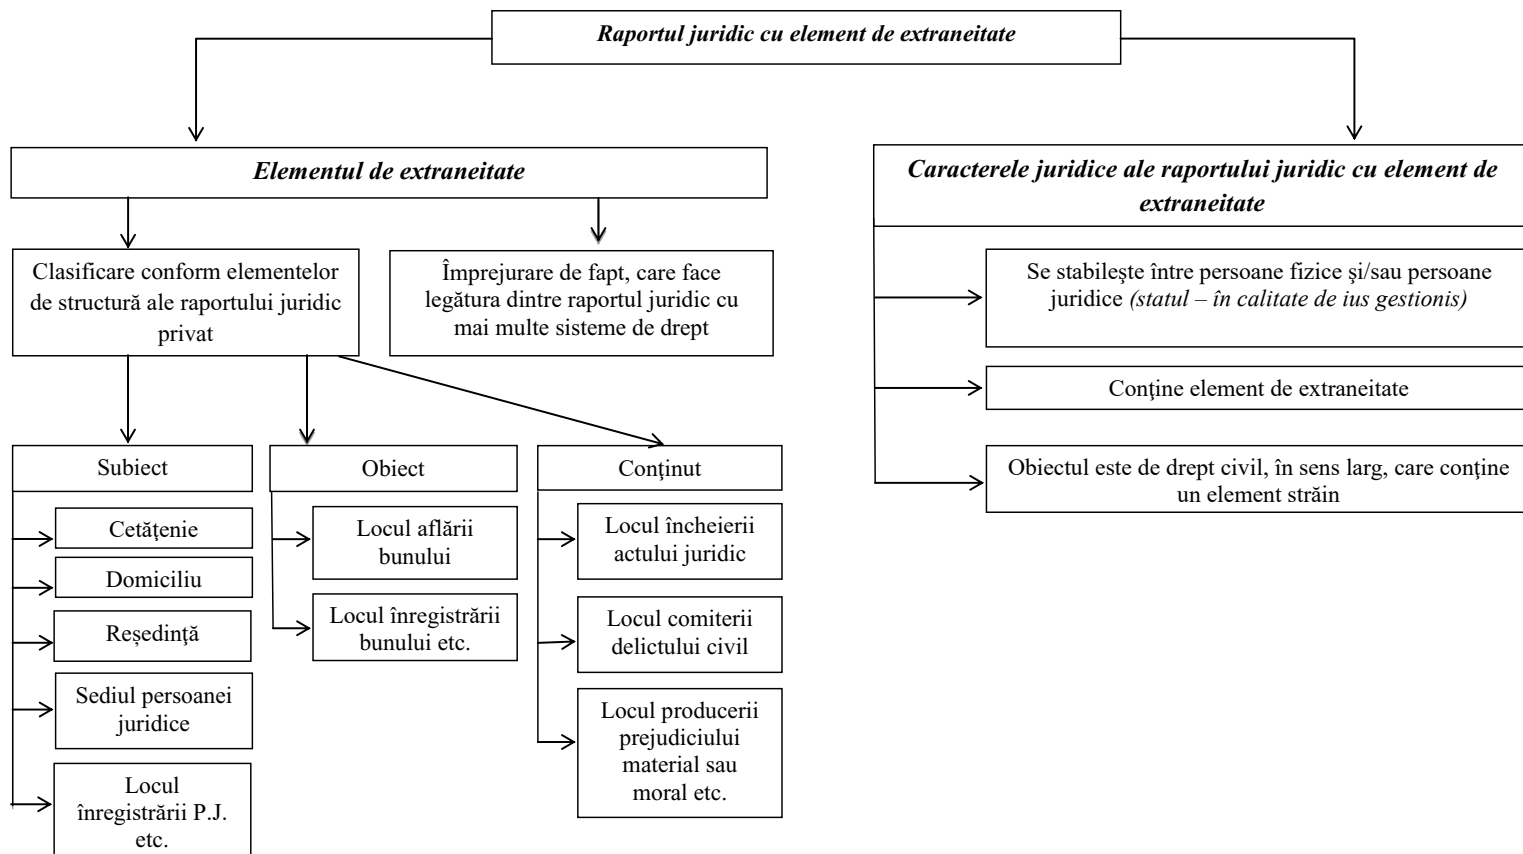 Raportul juridic cu element de extraneitate
Elementul de extraneitate
Clasificare conform elementelor
de structură ale raportului juridic
privat
Împrejurare de fapt, care face
legătura dintre raportul juridic cu
mai multe sisteme de drept
Subiect
Cetăţenie
Domiciliu
Reședinţă
Sediul persoanei
juridice
Locul
înregistrării P.J.
etc.
Obiect
Locul aflării
bunului
Locul înregistrării
bunului etc.
Conţinut
Locul încheierii
actului juridic
Locul comiterii
delictului civil
Locul producerii
prejudiciului
material sau
moral etc.
Caracterele juridice ale raportului juridic cu element de
extraneitate
Se stabileşte între persoane fizice şi/sau persoane
juridice (statul – în calitate de ius gestionis)
Conţine element de extraneitate
Obiectul este de drept civil, în sens larg, care conţine
un element străin